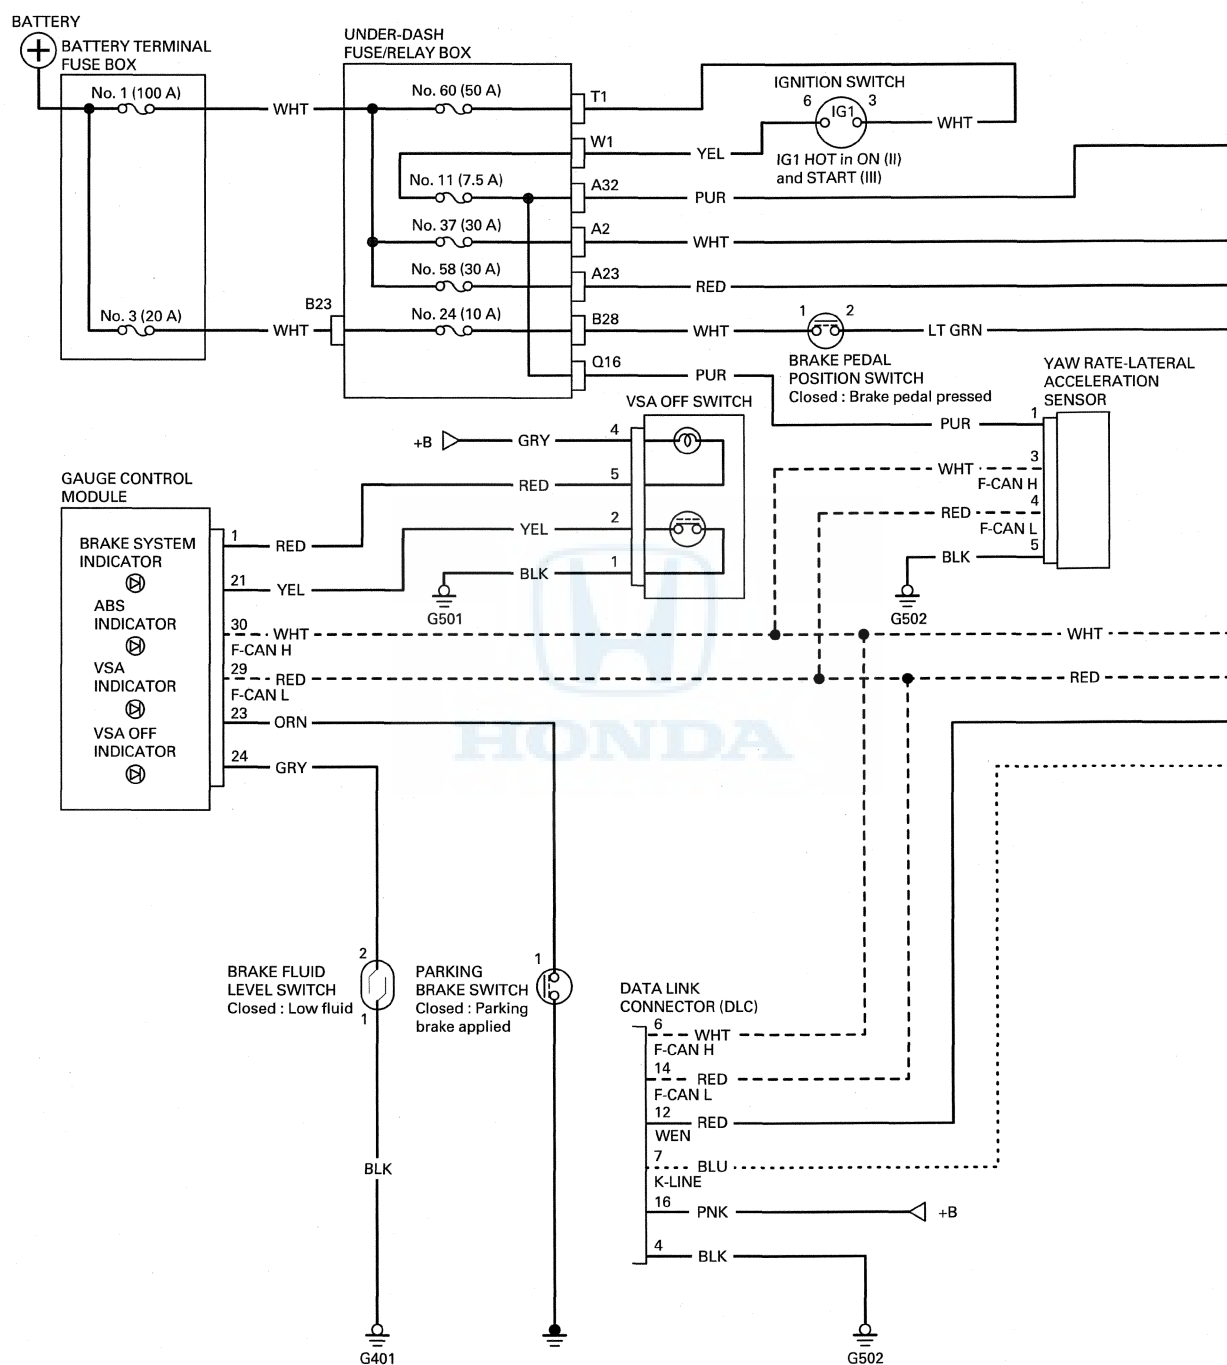 BATTERY
BATTERY TERMINAL
FUSE BOX
No. 1 (100 A)
WHT
No. 3 (20 A)
WHT
B23
UNDER-DASH
FUSE/RELAY BOX
No. 60 (50 A)
T1
W1
YEL
No. 11 (7.5 A)
A32
PUR
No. 37 (30 A)
A2
WHT
No. 58 (30 A)
A23
RED
No. 24 (10 A)
B28
WHT
Q16
PUR
IGNITION SWITCH
6
IG1
3
WHT
IG1 HOT in ON (II)
and START (III)
1
2
LT GRN
BRAKE PEDAL
POSITION SWITCH
Closed : Brake pedal pressed
YAW RATE-LATERAL
ACCELERATION
SENSOR
PUR
1
WHT
3
F-CAN H
RED
4
F-CAN L
BLK
5
G502
VSA OFF SWITCH
+B
GRY
4
RED
5
YEL
2
BLK
1
G501
GAUGE CONTROL
MODULE
BRAKE SYSTEM
INDICATOR
ABS
INDICATOR
VSA
INDICATOR
VSA OFF
INDICATOR
1
RED
21
YEL
30
WHT
F-CAN H
WHT
29
RED
F-CAN L
RED
23
ORN
24
GRY
HONDA
BRAKE FLUID
LEVEL SWITCH
Closed : Low fluid
2
1
BLK
G401
PARKING
BRAKE SWITCH
Closed : Parking
brake applied
1
DATA LINK
CONNECTOR (DLC)
6
WHT
F-CAN H
14
RED
F-CAN L
12
RED
WEN
7
BLU
K-LINE
16
PNK
+B
4
BLK
G502